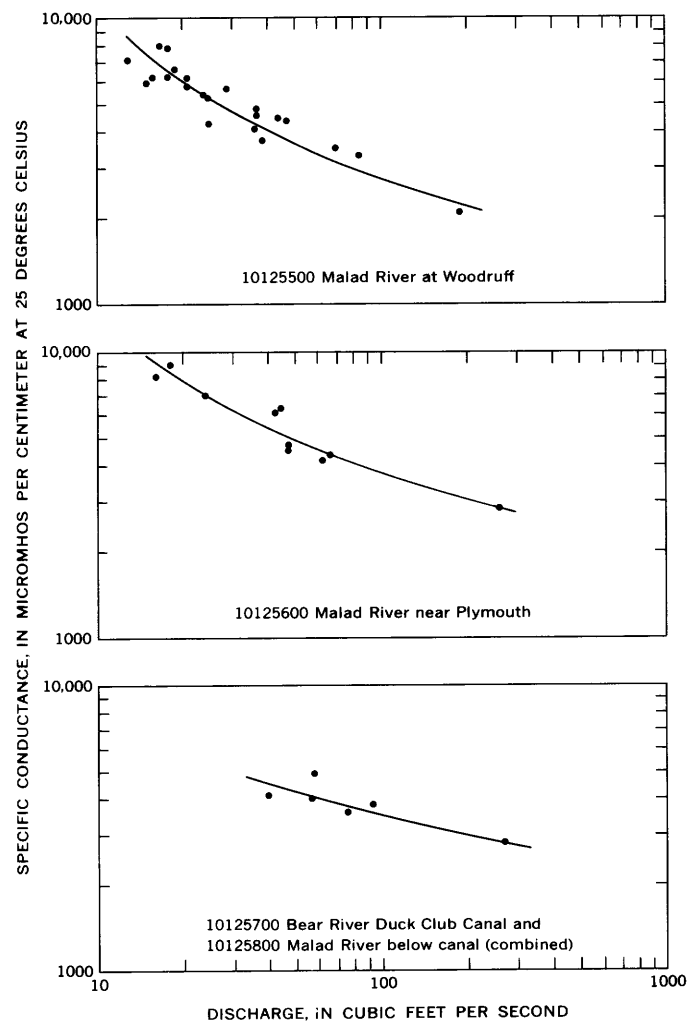 SPECIFIC CONDUCTANCE, IN MICROMHOS PER CENTIMETER AT 25 DEGREES CELSIUS
10,000
10125500 Malad River at Woodruff
1000
10,000
10125600 Malad River near Plymouth
1000
10,000
10125700 Bear River Duck Club Canal and
10125800 Malad River below canal (combined)
1000
10
100
1000
DISCHARGE, IN CUBIC FEET PER SECOND